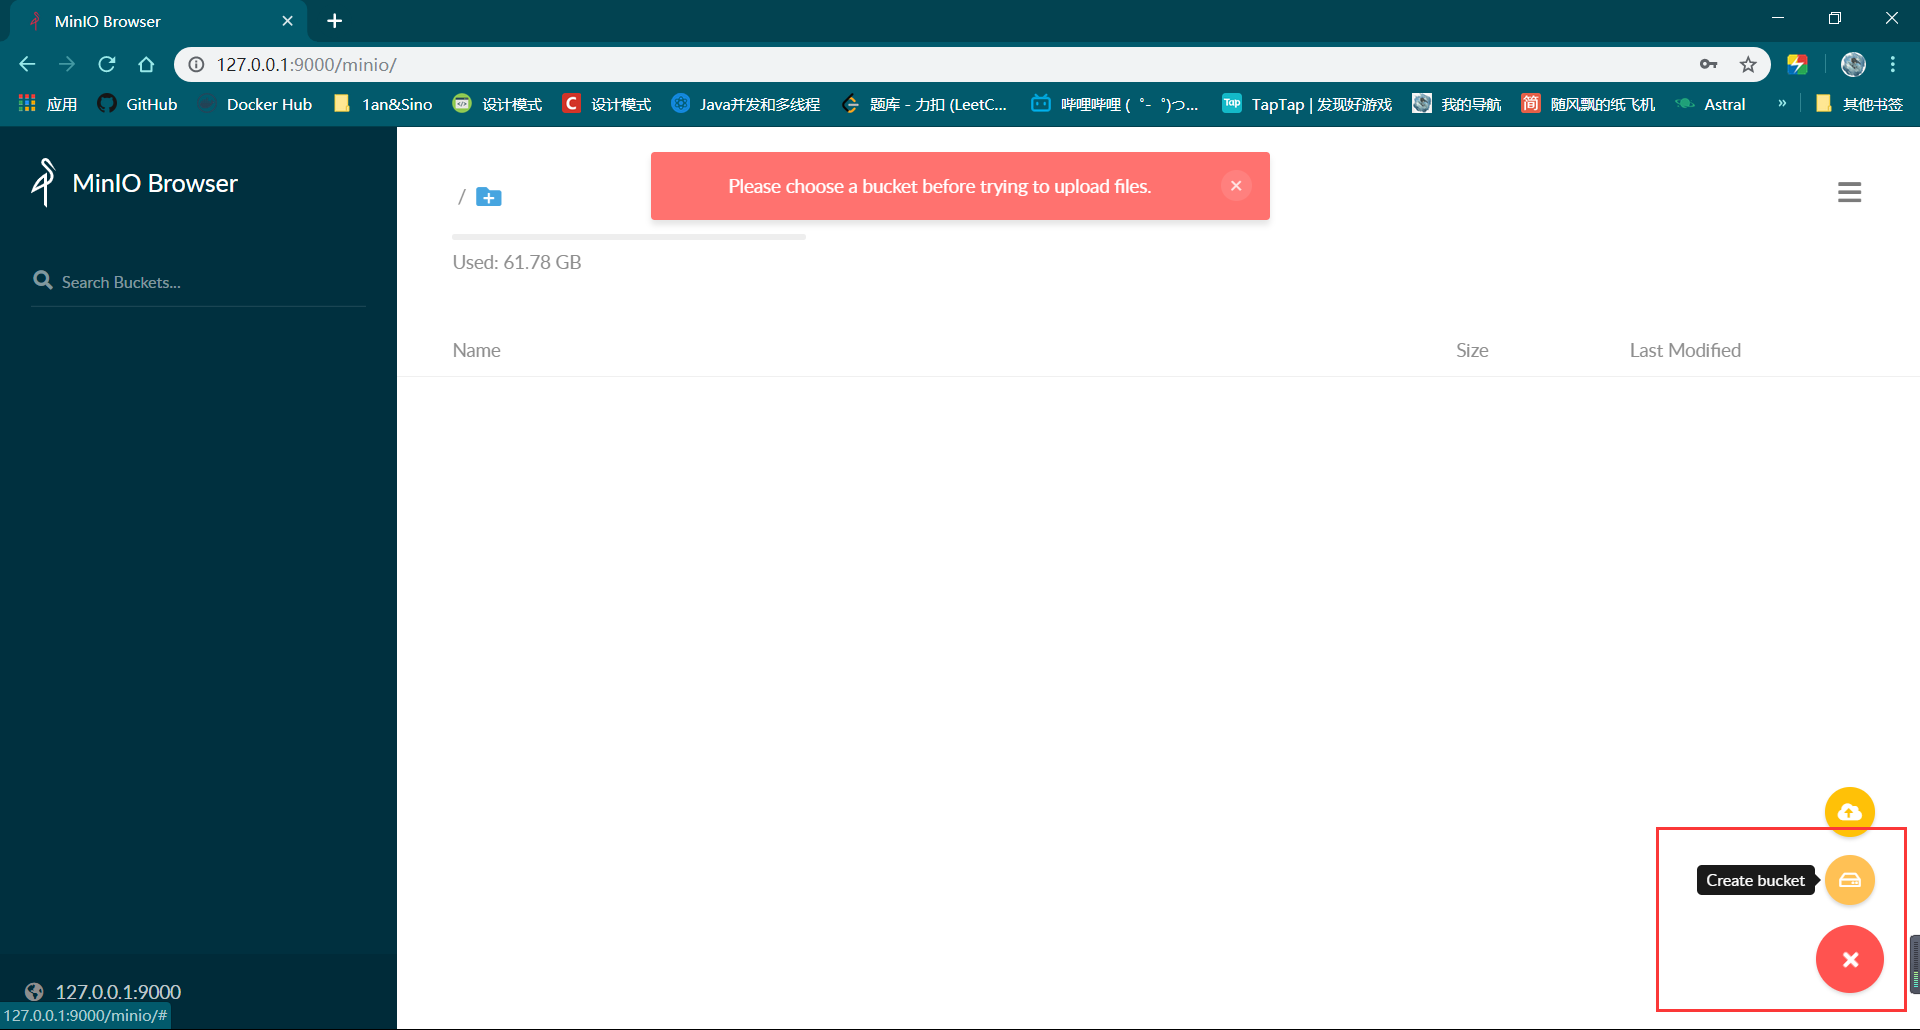 MinIO Browser
127.0.0.1:9000/minio/
应用 GitHub Docker Hub 1an&Sino 设计模式 C 设计模式 Java并发和多线程 题库 - 力扣 (LeetC... 哔哩哔哩 ( ゜- ゜)つ... Tap TapTap | 发现好游戏 我的导航 简 随风飘的纸飞机 Astral » 其他书签
MinIO Browser
Please choose a bucket before trying to upload files.
/
Used: 61.78 GB
Search Buckets...
Name Size Last Modified
Create bucket
127.0.0.1:9000
127.0.0.1:9000/minio/#